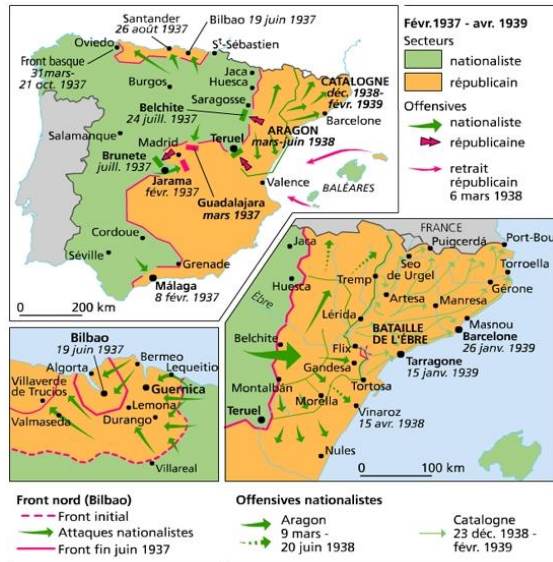 Févr.1937 - avr. 1939
Secteurs
nationaliste
républicain
Offensives
nationaliste
républicaine
retrait
républicain
6 mars 1938
Santander
26 août 1937
Bilbao 19 juin 1937
Oviedo
St-Sébastien
Front basque
31 mars-
21 oct. 1937
Burgos
Jaca
Huesca
Saragosse
CATALOGNE
déc. 1938-
févr. 1939
Barcelone
Belchite
24 juill. 1937
Salamanque
Madrid
Teruel
ARAGON
mars-juin 1938
Brunete
juill. 1937
Jarama
févr. 1937
Guadalajara
mars 1937
Valence
BALÉARES
Cordoue
Séville
Grenade
Málaga
8 févr. 1937
0
200 km
FRANCE
Port-Bou
Jaca
Puigcerdá
Seo
de Urgel
Torroella
Huesca
Tremp
Gérone
Èbre
Artesa
Manresa
Lérida
Masnou
BATAILLE
DE L'ÈBRE
Barcelone
26 janv. 1939
Belchite
Flix
Gandesa
Tarragone
15 janv. 1939
Montalbán
Tortosa
Morella
Teruel
Vinaroz
15 avr. 1938
Nules
0
100 km
Bilbao
19 juin 1937
Bermeo
Algorta
Lequeitio
Villaverde
de Trucios
Guernica
Lemona
Valmaseda
Durango
Villareal
Front nord (Bilbao)
Front initial
Attaques nationalistes
Front fin juin 1937
Offensives nationalistes
Aragon
9 mars -
20 juin 1938
Catalogne
23 déc. 1938 -
févr. 1939